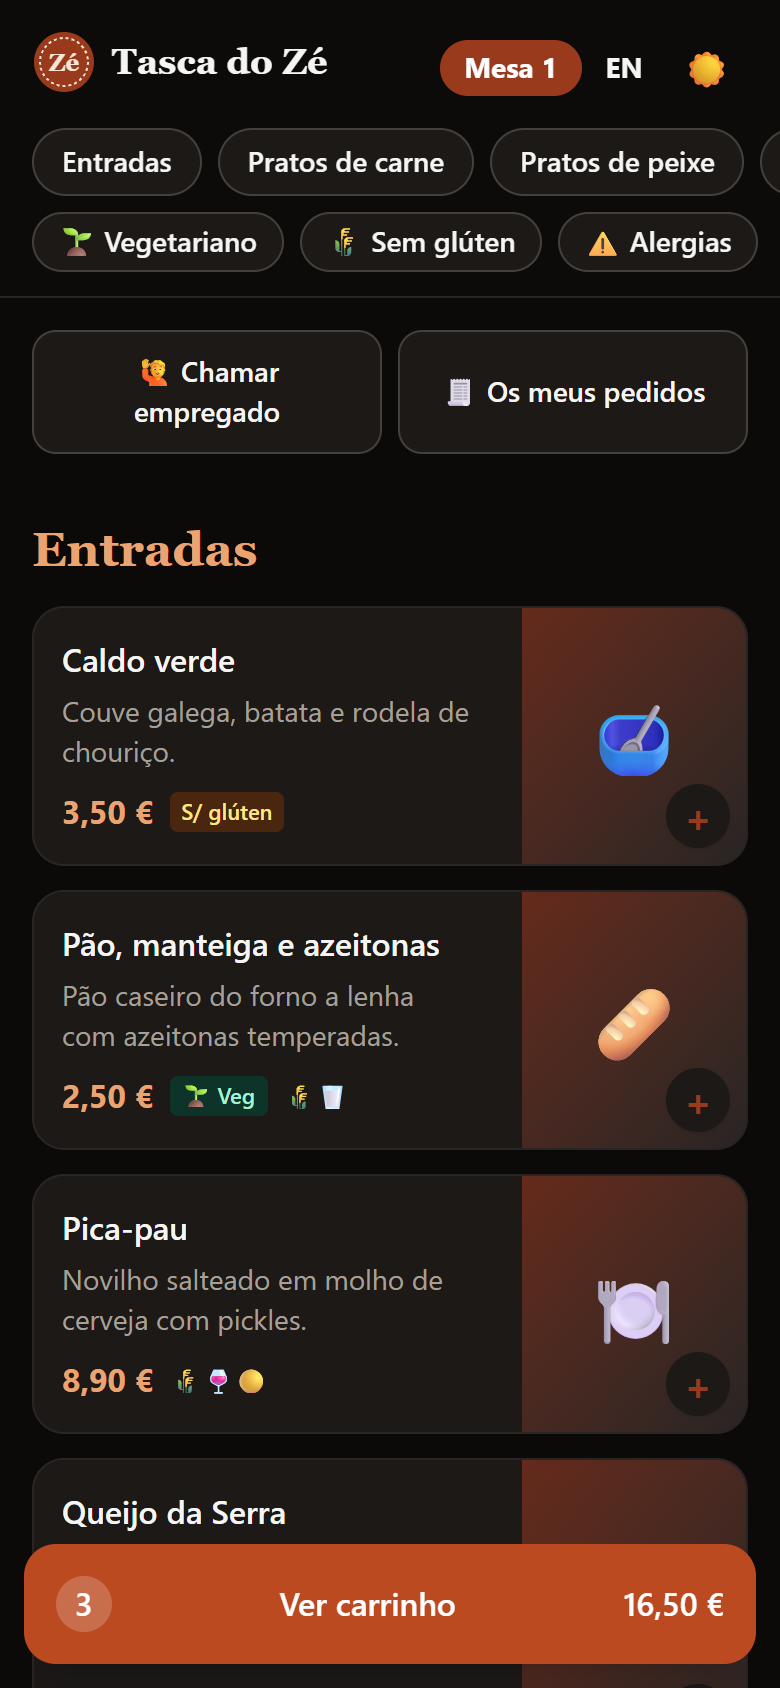 Zé
Tasca do Zé
Mesa 1
EN
Entradas
Pratos de carne
Pratos de peixe
Vegetariano
Sem glúten
Alergias
Chamar
empregado
Os meus pedidos
Entradas
Caldo verde
Couve galega, batata e rodela de
chouriço.
3,50 €
S/ glúten
+
Pão, manteiga e azeitonas
Pão caseiro do forno a lenha
com azeitonas temperadas.
2,50 €
Veg
+
Pica-pau
Novilho salteado em molho de
cerveja com pickles.
8,90 €
+
Queijo da Serra
3
Ver carrinho
16,50 €